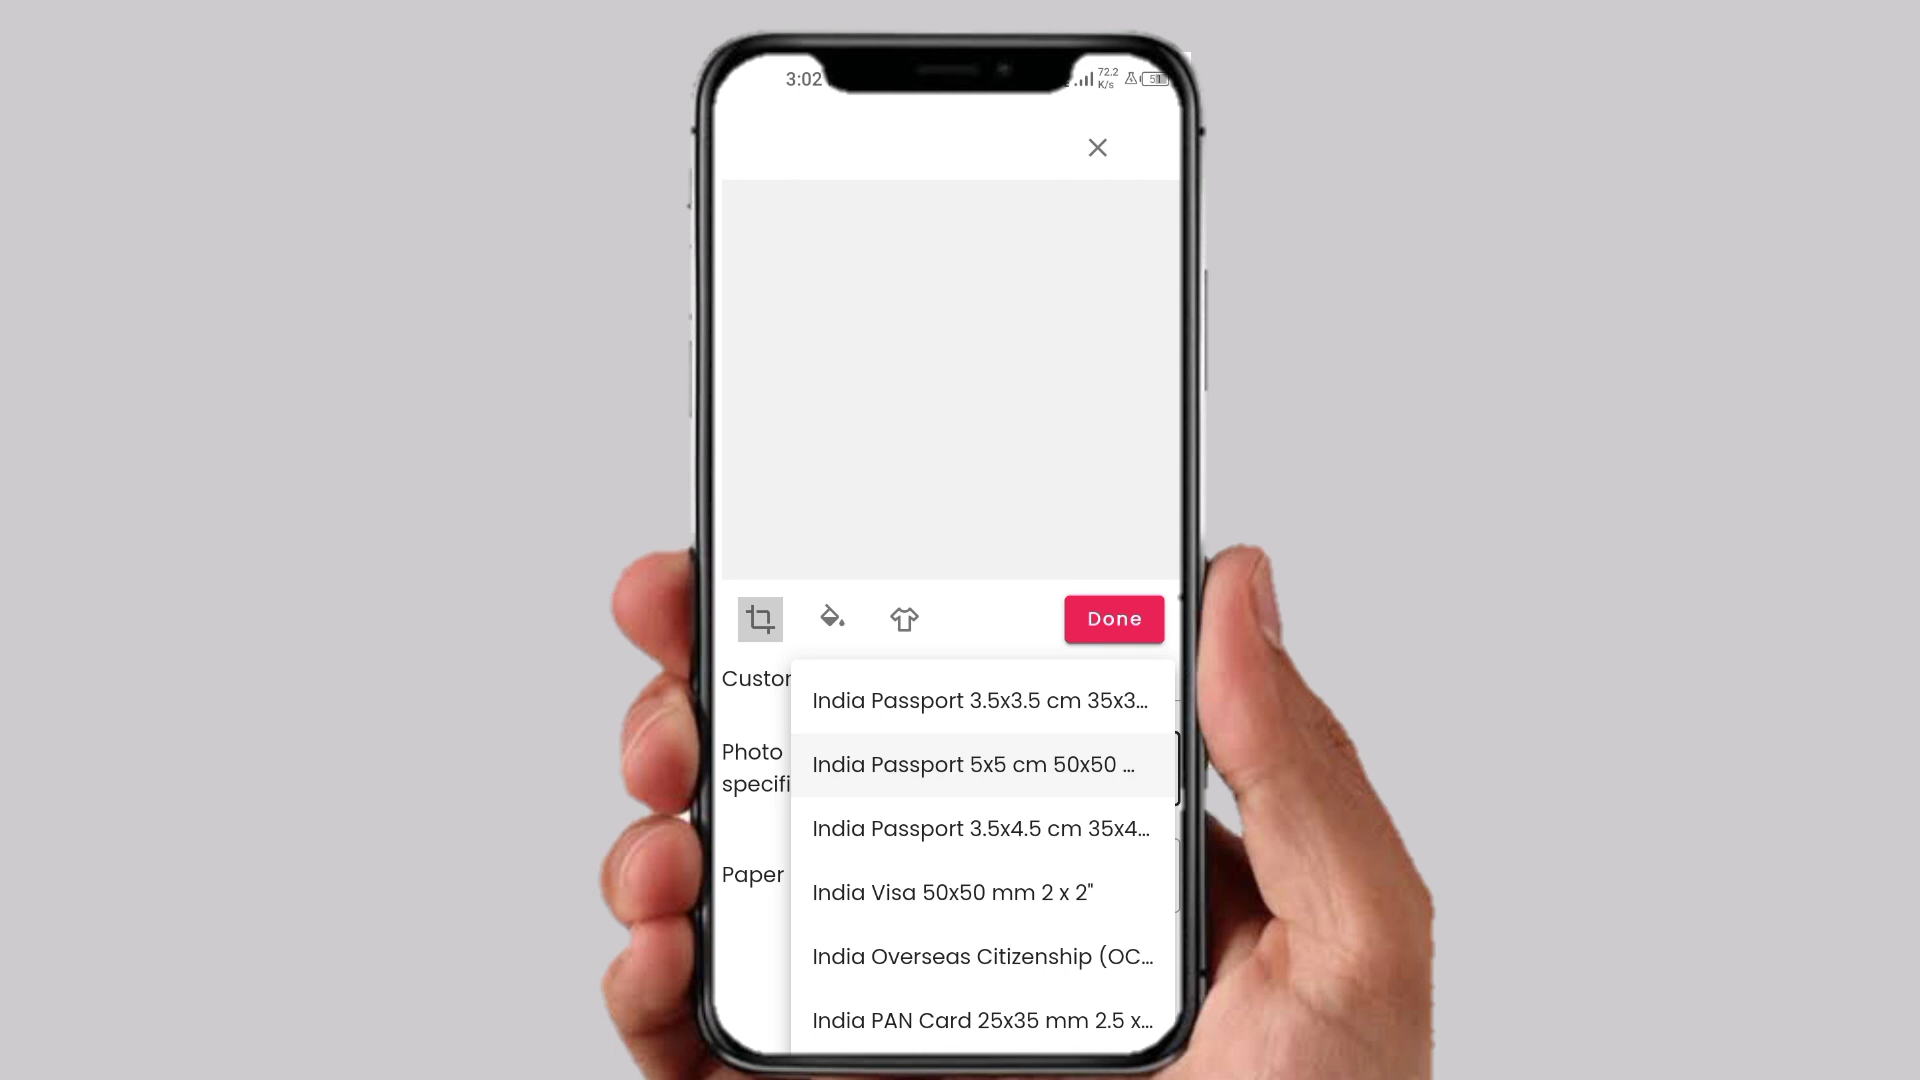 3:02
72.2
K/s
51
Done
Custor
India Passport 3.5x3.5 cm 35x3...
Photo
specifi
India Passport 5x5 cm 50x50 ...
India Passport 3.5x4.5 cm 35x4...
Paper
India Visa 50x50 mm 2 x 2"
India Overseas Citizenship (OC...
India PAN Card 25x35 mm 2.5 x...